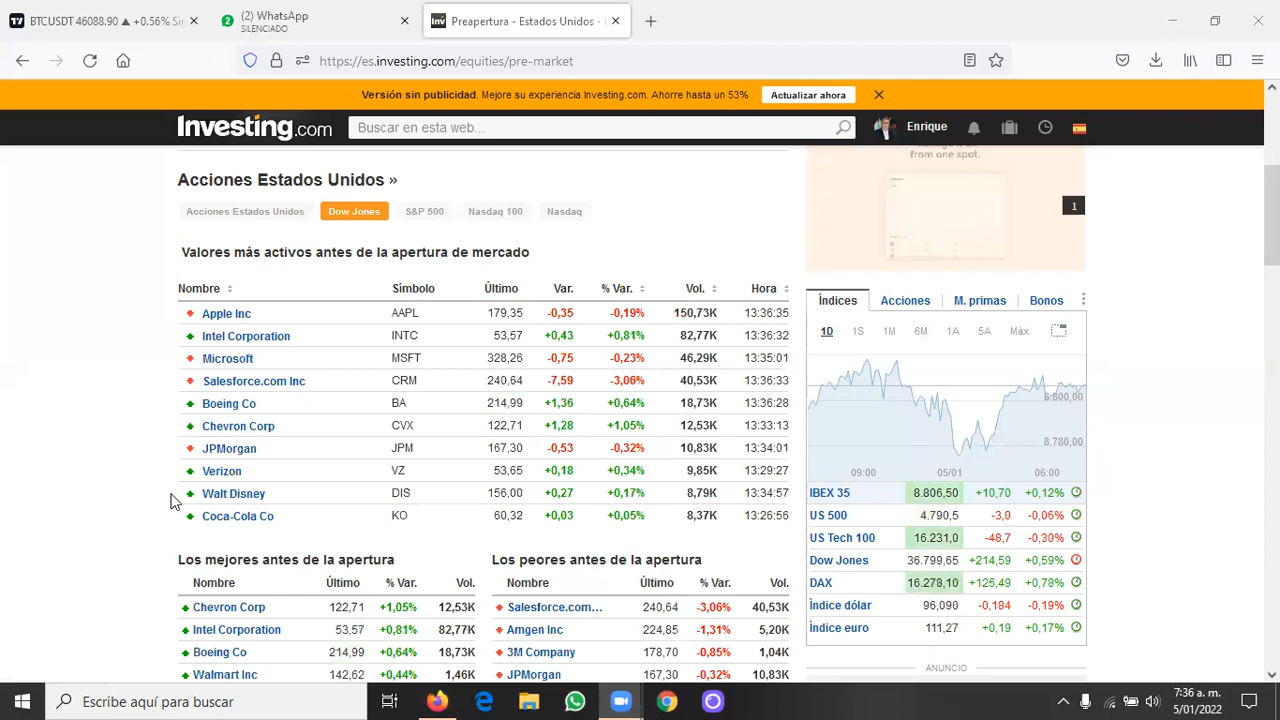 BTCUSDT 46088.90 ▲ +0.56% Si
(2) WhatsApp
SILENCIADO
Preapertura - Estados Unidos -
https://es.investing.com/equities/pre-market
Versión sin publicidad. Mejore su experiencia Investing.com. Ahorre hasta un 53% Actualizar ahora
Investing.com Buscar en esta web... Enrique
from one spot.
1
Acciones Estados Unidos »
Acciones Estados Unidos Dow Jones S&P 500 Nasdaq 100 Nasdaq
Valores más activos antes de la apertura de mercado
Nombre Símbolo Último Var. % Var. Vol. Hora
Apple Inc AAPL 179,35 -0,35 -0,19% 150,73K 13:36:35
Intel Corporation INTC 53,57 +0,43 +0,81% 82,77K 13:36:32
Microsoft MSFT 328,26 -0,75 -0,23% 46,29K 13:35:01
Salesforce.com Inc CRM 240,64 -7,59 -3,06% 40,53K 13:36:33
Boeing Co BA 214,99 +1,36 +0,64% 18,73K 13:36:28
Chevron Corp CVX 122,71 +1,28 +1,05% 12,53K 13:33:13
JPMorgan JPM 167,30 -0,53 -0,32% 10,83K 13:34:01
Verizon VZ 53,65 +0,18 +0,34% 9,85K 13:29:27
Walt Disney DIS 156,00 +0,27 +0,17% 8,79K 13:34:57
Coca-Cola Co KO 60,32 +0,03 +0,05% 8,37K 13:26:56
Los mejores antes de la apertura
Nombre Último % Var. Vol.
Chevron Corp 122,71 +1,05% 12,53K
Intel Corporation 53,57 +0,81% 82,77K
Boeing Co 214,99 +0,64% 18,73K
Walmart Inc 142,62 +0,44% 1,46K
Los peores antes de la apertura
Nombre Último % Var. Vol.
Salesforce.com... 240,64 -3,06% 40,53K
Amgen Inc 224,85 -1,31% 5,20K
3M Company 178,70 -0,85% 1,04K
JPMorgan 167,30 -0,32% 10,83K
Índices Acciones M. primas Bonos
1D 1S 1M 6M 1A 5A Máx.
8.800,00
8.780,00
09:00 05/01 06:00
IBEX 35 8.806,50 +10,70 +0,12%
US 500 4.790,5 -3,9 -0,06%
US Tech 100 16.231,0 -48,7 -0,30%
Dow Jones 36.799,65 +214,59 +0,59%
DAX 16.278,10 +125,49 +0,78%
Índice dólar 96,090 -0,184 -0,19%
Índice euro 111,27 +0,19 +0,17%
ANUNCIO
Escribe aquí para buscar
7:36 a. m.
5/01/2022